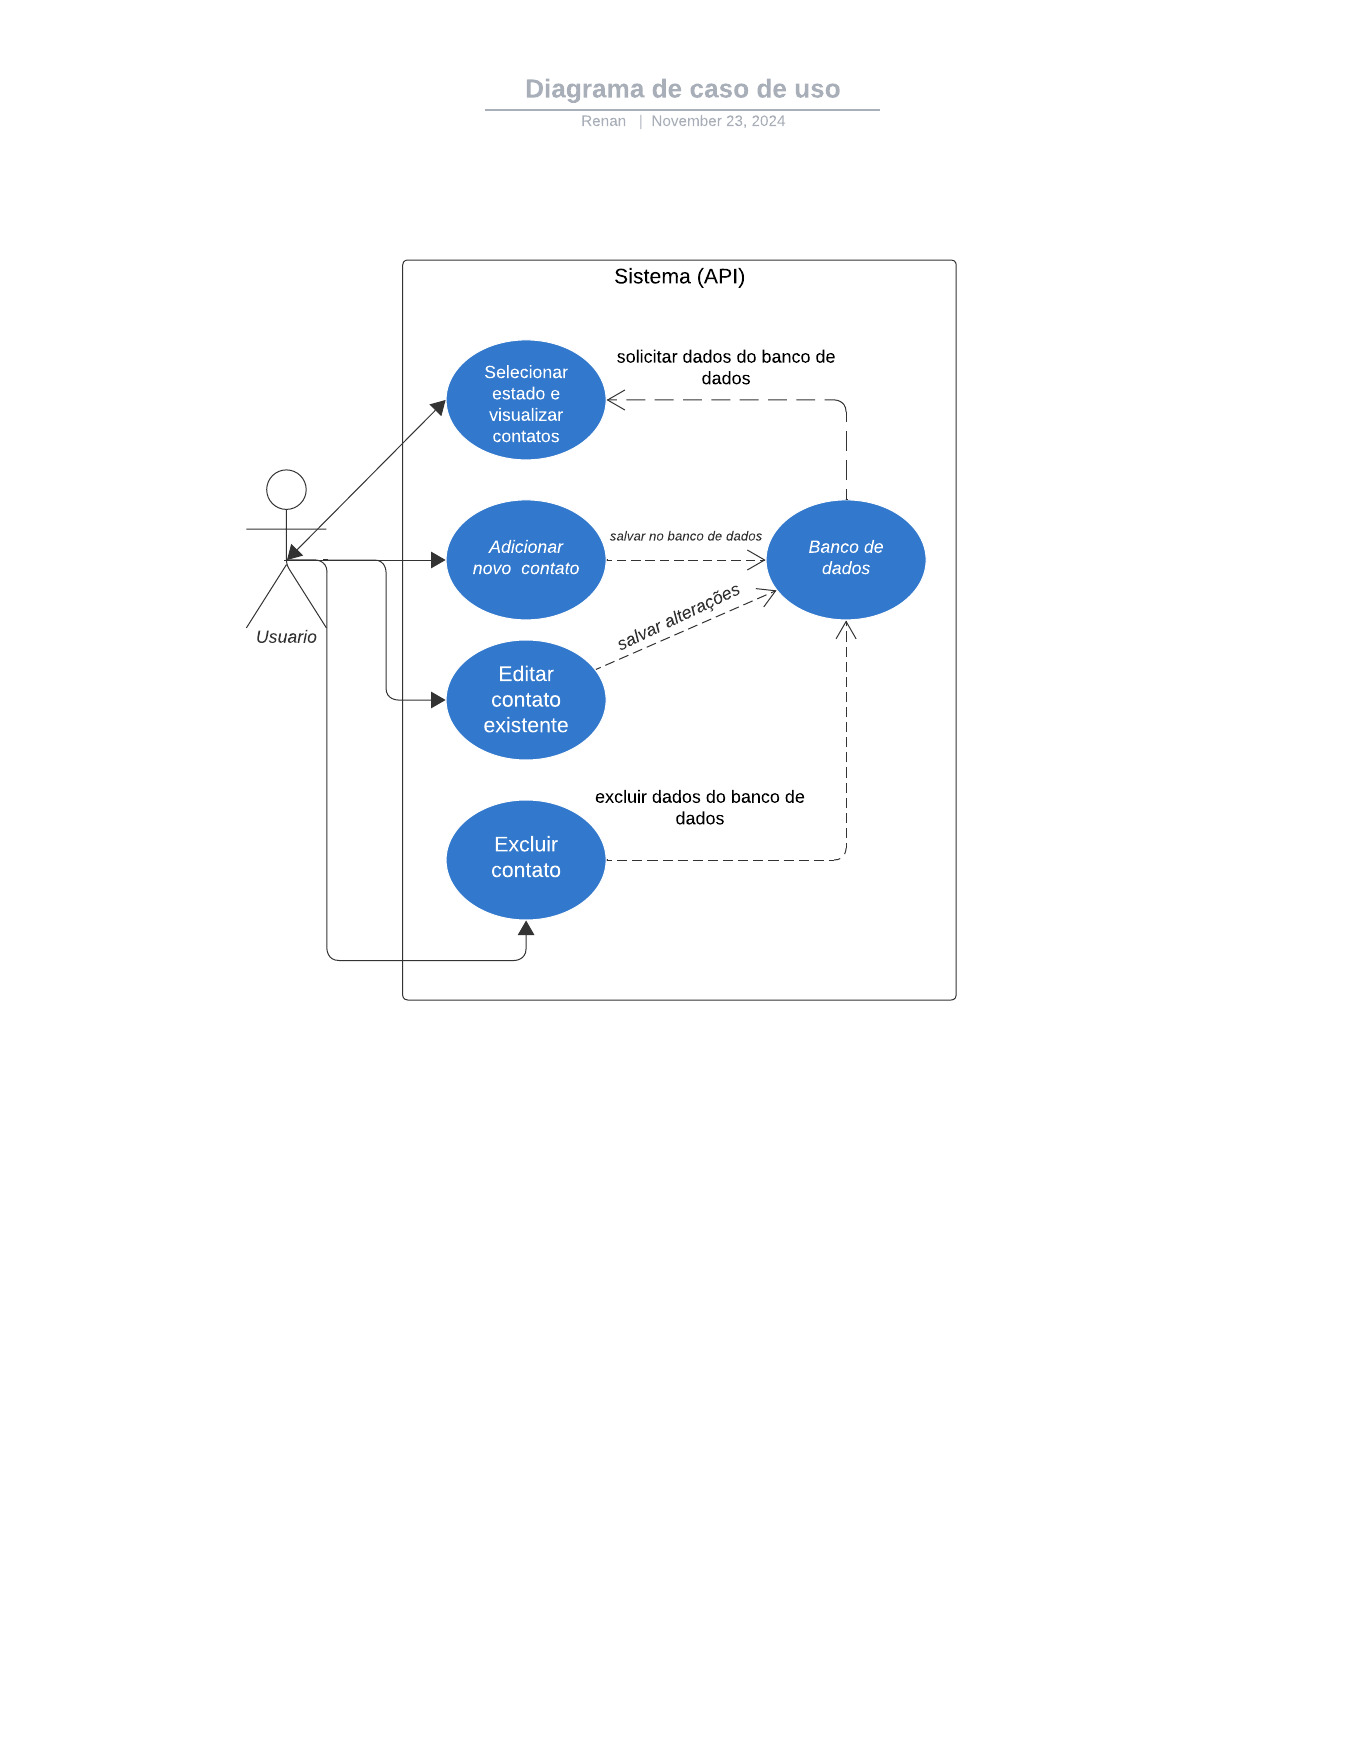 Diagrama de caso de uso
Renan | November 23, 2024
Sistema (API)
Selecionar
estado e
visualizar
contatos
solicitar dados do banco de
dados
Adicionar
novo contato
salvar no banco de dados
Banco de
dados
salvar alterações
Usuario
Editar
contato
existente
excluir dados do banco de
dados
Excluir
contato